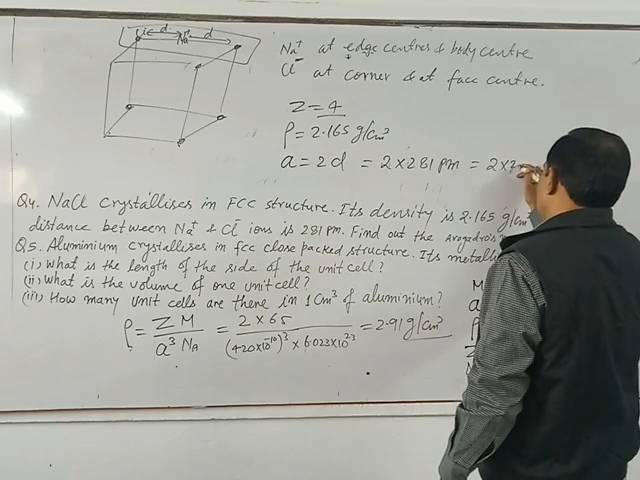 Cl⁻ d Na⁺ d
Na⁺ at edge centres & body centre
Cl⁻ at corner & at face centre.
Z = 4
ρ = 2.165 g/cm³
a = 2d = 2 × 281 pm = 2×2
Q4. NaCl crystallises in FCC structure. Its density is 2.165 g/cm³
distance between Na⁺ & Cl⁻ ions is 281 pm. Find out the Avogadro's
Q5. Aluminium crystallises in fcc close packed structure. Its metalli
(i) What is the length of the side of the unit cell?
(ii) What is the volume of one unit cell?
(iii) How many unit cells are there in 1 cm³ of aluminium?
ρ = ZM / a³ NA = 2 × 65 / (420×10⁻¹⁰)³ × 6.023×10²³ = 2.91 g/cm³